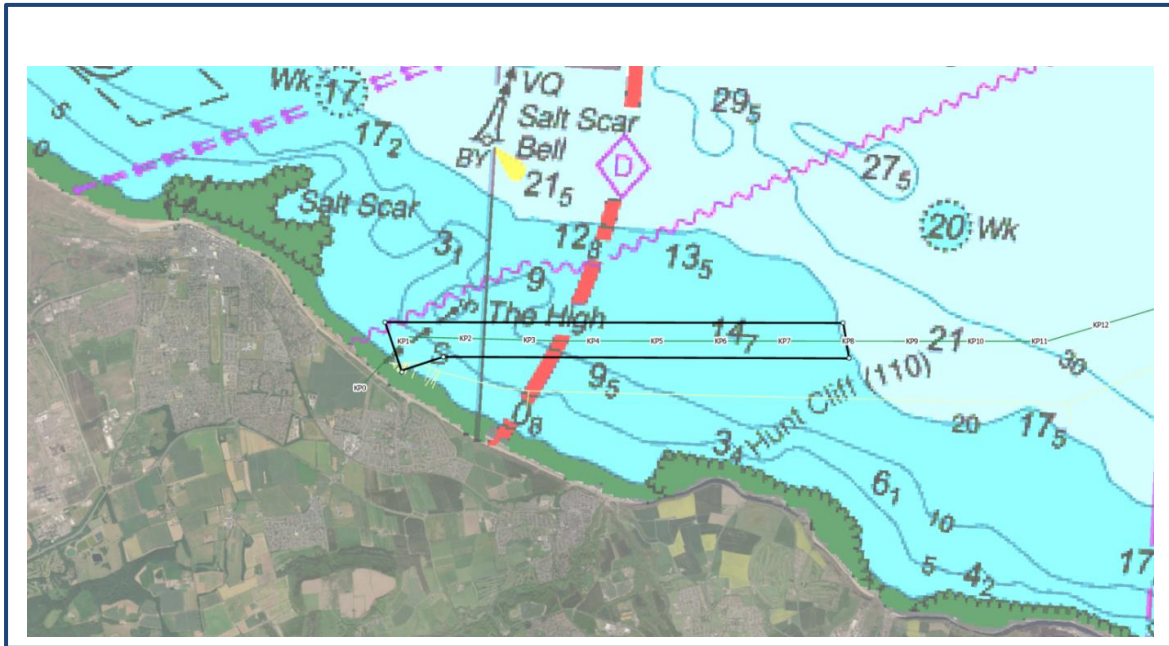 Wk 17
VQ
Salt Scar
Bell
BY
21₅
17₂
29₅
27₅
20 Wk
D
5
0
Salt Scar
3₁
12₈
13₅
9
The High
14₇
21
KP0
KP1
KP2
KP3
KP4
KP5
KP6
KP7
KP8
KP9
KP10
KP11
KP12
S
9₅
0₈
Hunt Cliff (110)
30
20
17₅
3₄
6₁
10
5
4₂
17